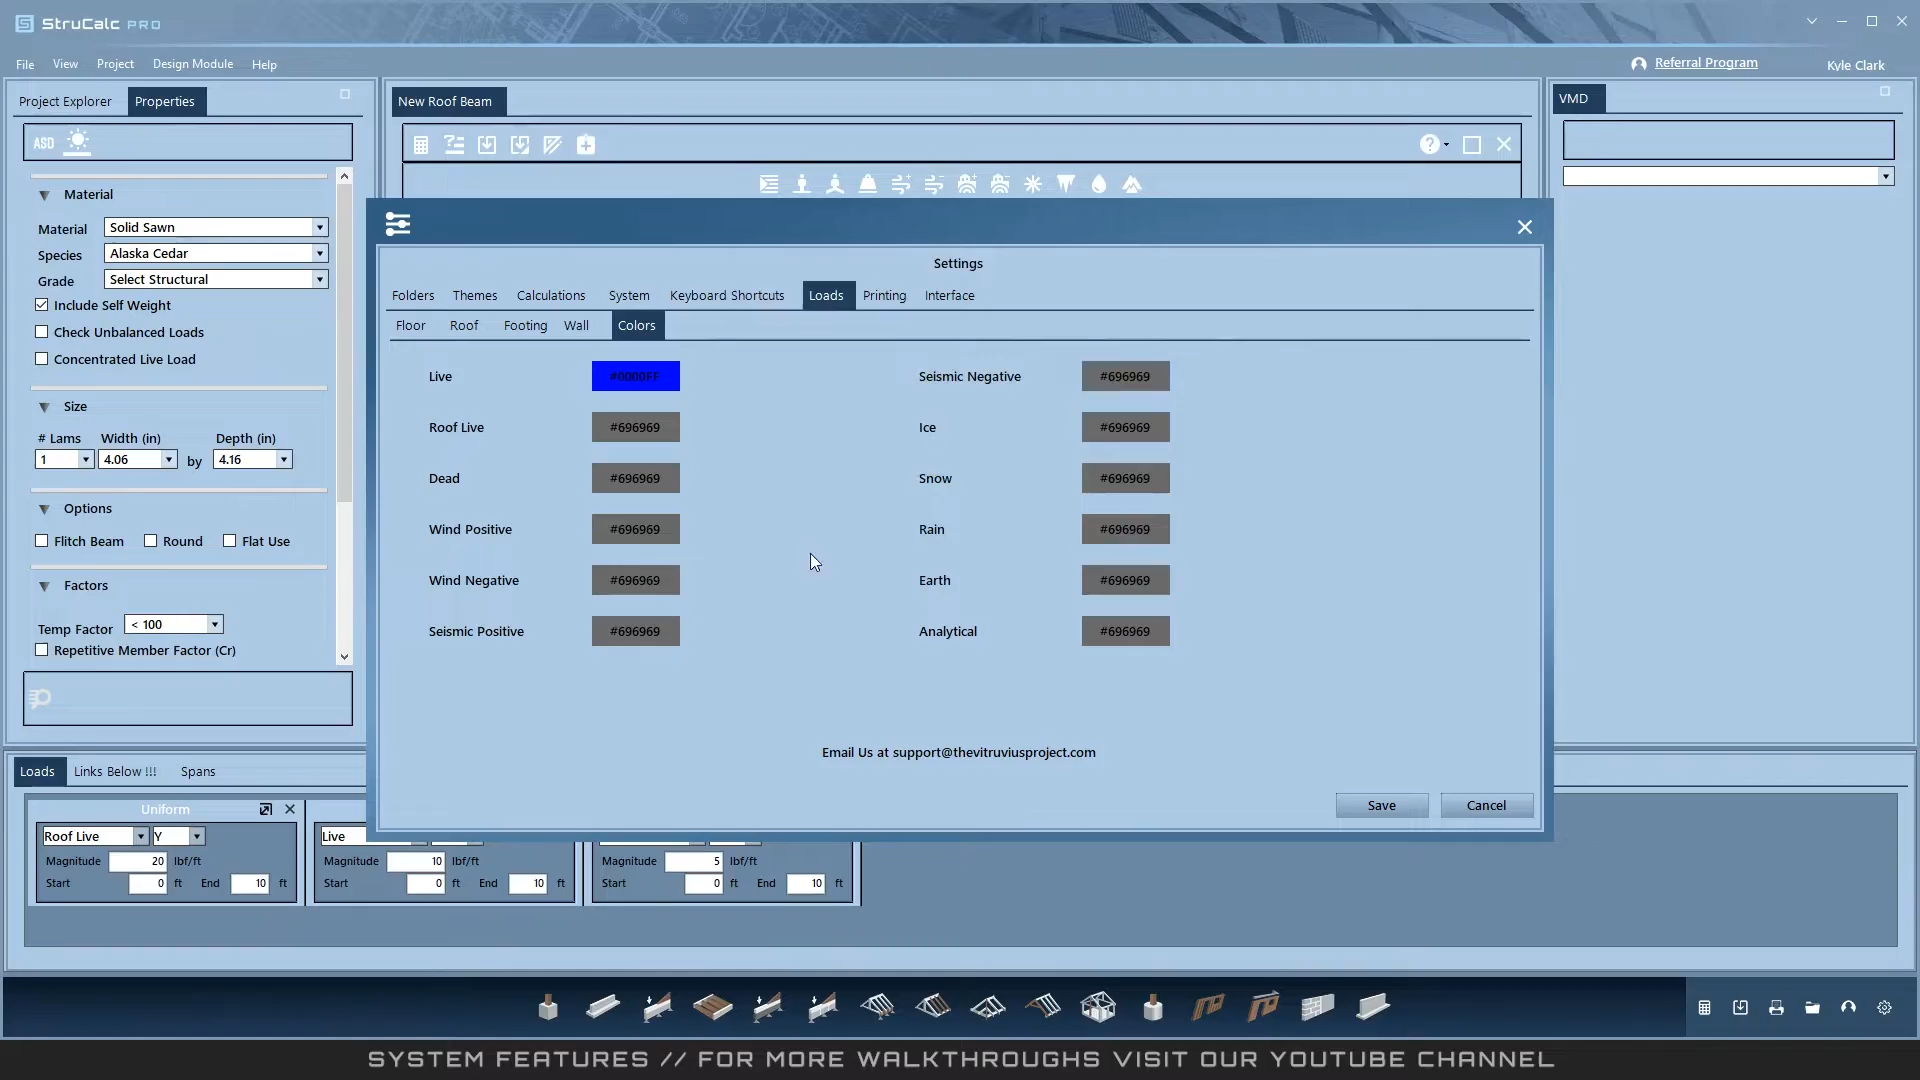 StruCalc PRO
File View Project Design Module Help
Referral Program
Kyle Clark
Project Explorer Properties
New Roof Beam
VMD
ASD
Material
Material Solid Sawn
Species Alaska Cedar
Grade Select Structural
Include Self Weight
Check Unbalanced Loads
Concentrated Live Load
Size
# Lams Width (in) Depth (in)
1 4.06 by 4.16
Options
Flitch Beam Round Flat Use
Factors
Temp Factor < 100
Repetitive Member Factor (Cr)
Settings
Folders Themes Calculations System Keyboard Shortcuts Loads Printing Interface
Floor Roof Footing Wall Colors
Live #0000FF Seismic Negative #696969
Roof Live #696969 Ice #696969
Dead #696969 Snow #696969
Wind Positive #696969 Rain #696969
Wind Negative #696969 Earth #696969
Seismic Positive #696969 Analytical #696969
Email Us at support@thevitruviusproject.com
Save Cancel
Loads Links Below !!! Spans
Uniform
Roof Live Y
Magnitude 20 lbf/ft
Start 0 ft End 10 ft
Live
Magnitude 10 lbf/ft
Start 0 ft End 10 ft
Magnitude 5 lbf/ft
Start 0 ft End 10 ft
SYSTEM FEATURES // FOR MORE WALKTHROUGHS VISIT OUR YOUTUBE CHANNEL